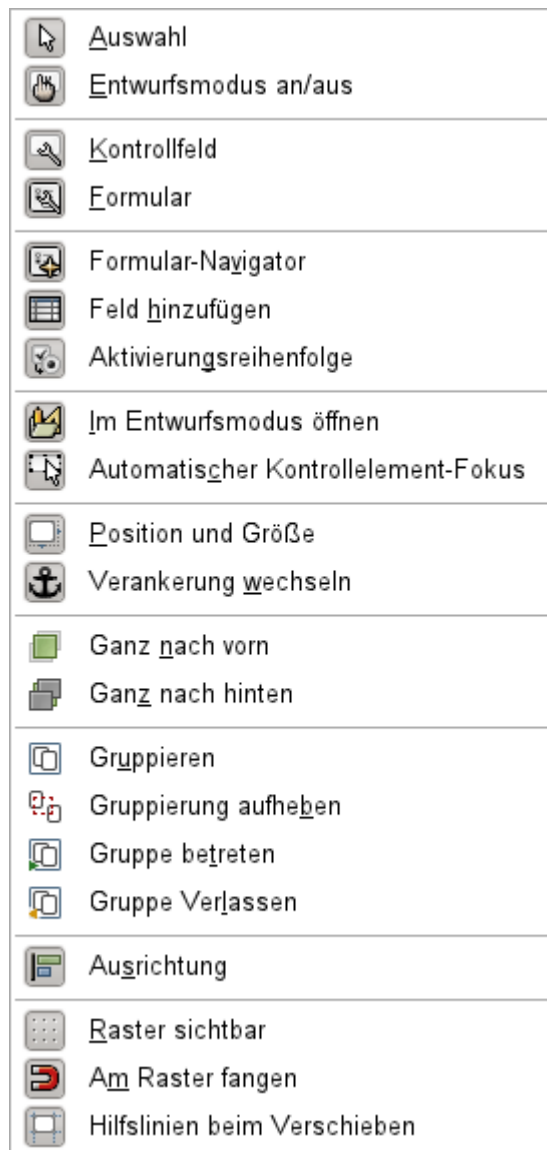 Auswahl
Entwurfsmodus an/aus
Kontrollfeld
Formular
Formular-Navigator
Feld hinzufügen
Aktivierungsreihenfolge
Im Entwurfsmodus öffnen
Automatischer Kontrollelement-Fokus
Position und Größe
Verankerung wechseln
Ganz nach vorn
Ganz nach hinten
Gruppieren
Gruppierung aufheben
Gruppe betreten
Gruppe Verlassen
Ausrichtung
Raster sichtbar
Am Raster fangen
Hilfslinien beim Verschieben